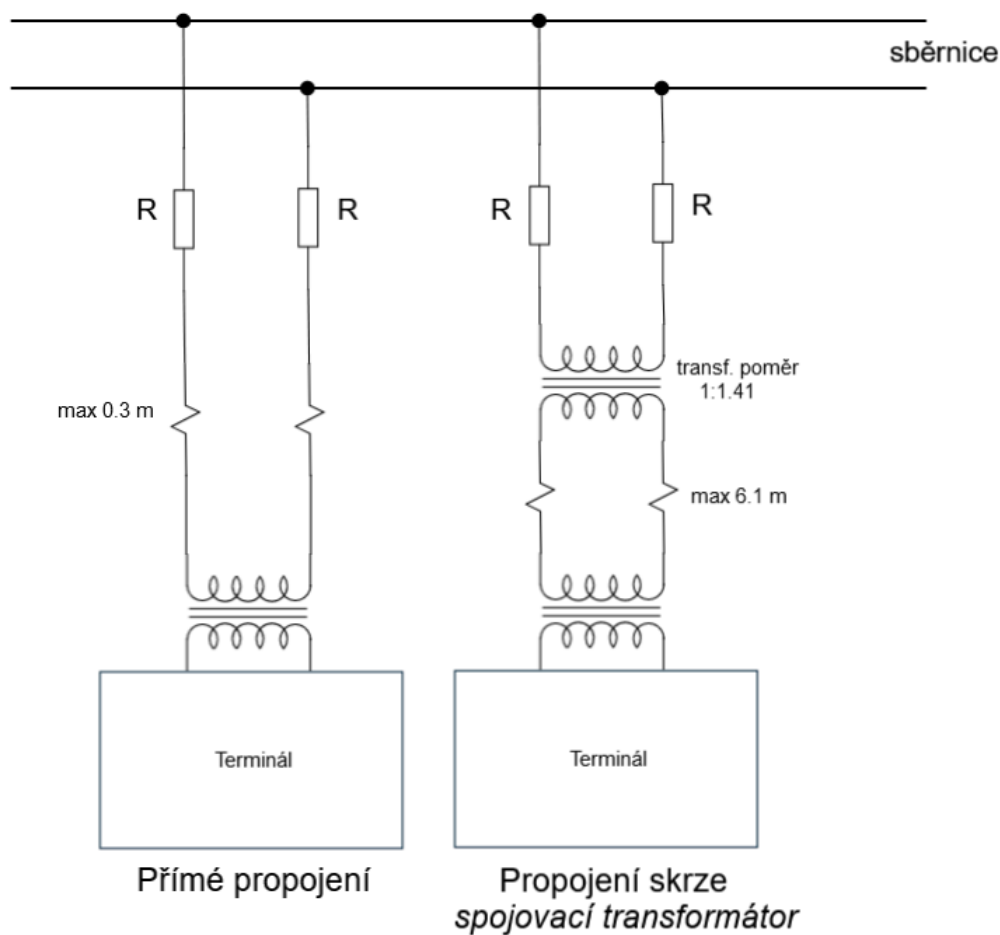 sběrnice
R
R
R
R
transf. poměr
1:1.41
max 0.3 m
max 6.1 m
Terminál
Terminál
Přímé propojení
Propojení skrze
spojovací transformátor